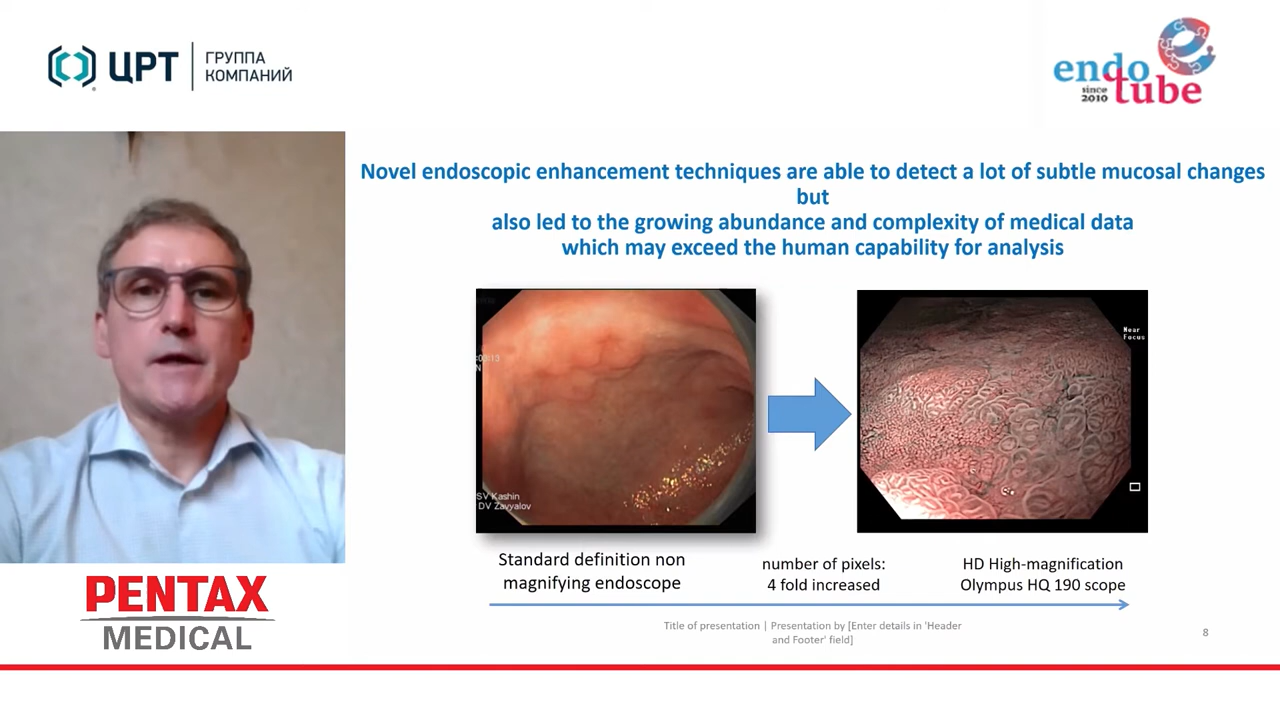 ЦРТ
ГРУППА
КОМПАНИЙ
endo
since
2010
tube
Novel endoscopic enhancement techniques are able to detect a lot of subtle mucosal changes
but
also led to the growing abundance and complexity of medical data
which may exceed the human capability for analysis
N
SV Kashin
DV Zavyalov
Near
Focus
Standard definition non
magnifying endoscope
number of pixels:
4 fold increased
HD High-magnification
Olympus HQ 190 scope
PENTAX
MEDICAL
Title of presentation | Presentation by [Enter details in 'Header
and Footer' field]
8